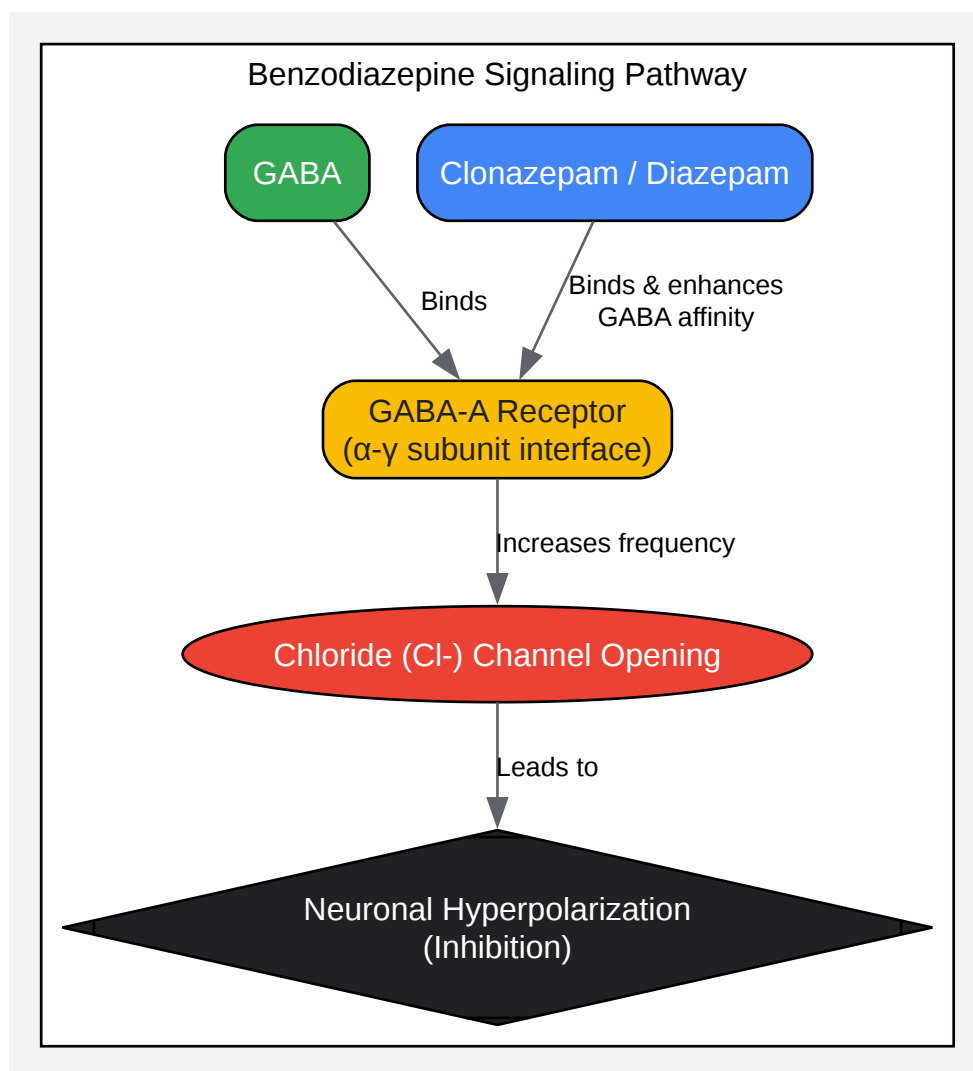 Benzodiazepine Signaling Pathway
GABA
Clonazepam / Diazepam
Binds
Binds & enhances
GABA affinity
GABA-A Receptor
(α-γ subunit interface)
Increases frequency
Chloride (Cl-) Channel Opening
Leads to
Neuronal Hyperpolarization
(Inhibition)